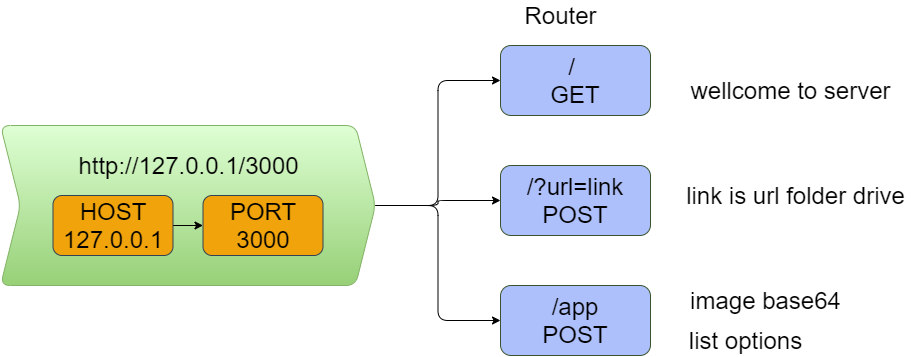 Router
/
GET
wellcome to server
http://127.0.0.1/3000
HOST
127.0.0.1
PORT
3000
/?url=link
POST
link is url folder drive
/app
POST
image base64
list options